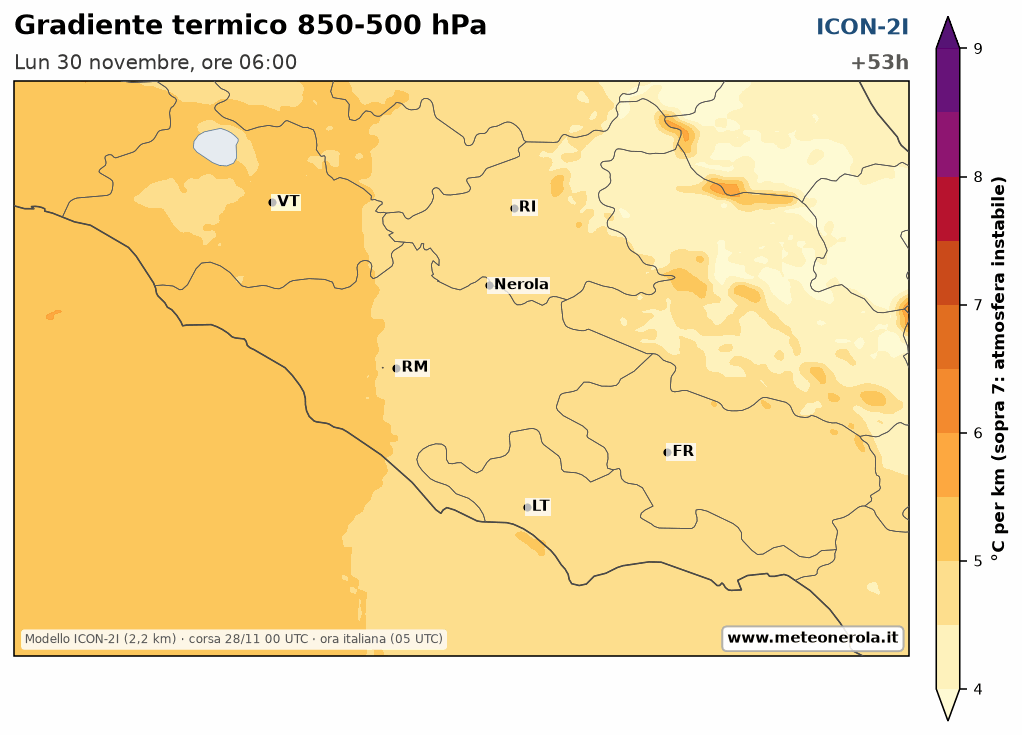 Gradiente termico 850-500 hPa
ICON-2I
Lun 30 novembre, ore 06:00
+53h
9
8
7
6
5
4
°C per km (sopra 7: atmosfera instabile)
VT
RI
Nerola
RM
FR
LT
Modello ICON-2I (2,2 km) · corsa 28/11 00 UTC · ora italiana (05 UTC)
www.meteonerola.it